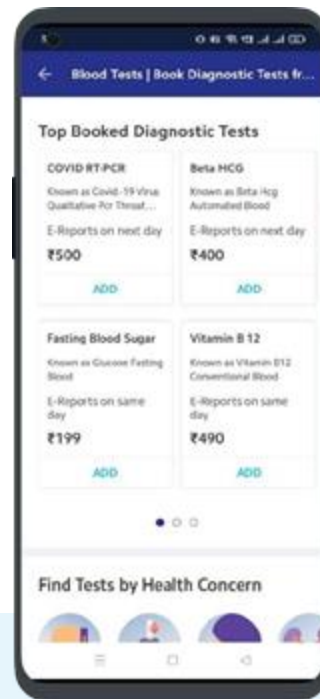 Blood Tests | Book Diagnostic Tests fr...
Top Booked Diagnostic Tests
COVID RT-PCR
Known as Covid-19 Virus
Qualitative Pcr Throat...
E-Reports on next day
₹500
ADD
Beta HCG
Known as Beta Hcg
Automated Blood
E-Reports on next day
₹400
ADD
Fasting Blood Sugar
Known as Glucose Fasting
Blood
E-Reports on same
day
₹199
ADD
Vitamin B 12
Known as Vitamin B12
Conventional Blood
E-Reports on same
day
₹490
ADD
Find Tests by Health Concern